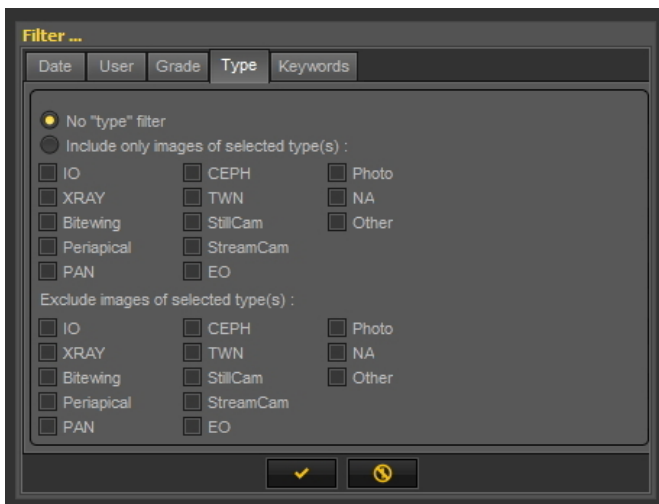 Filter ...
Date User Grade Type Keywords
No "type" filter
Include only images of selected type(s) :
IO CEPH Photo
XRAY TWN NA
Bitewing StillCam Other
Periapical StreamCam
PAN EO
Exclude images of selected type(s) :
IO CEPH Photo
XRAY TWN NA
Bitewing StillCam Other
Periapical StreamCam
PAN EO